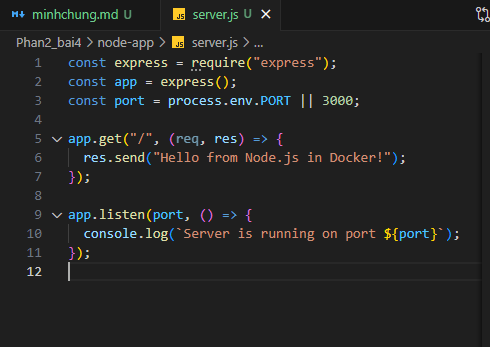 minhchung.md JS server.js
Phan2_bai4 > node-app > JS server.js > ...
1 const express = require("express");
2 const app = express();
3 const port = process.env.PORT || 3000;
4
5 app.get("/", (req, res) => {
6 res.send("Hello from Node.js in Docker!");
7 });
8
9 app.listen(port, () => {
10 console.log(`Server is running on port ${port}`);
11 });
12